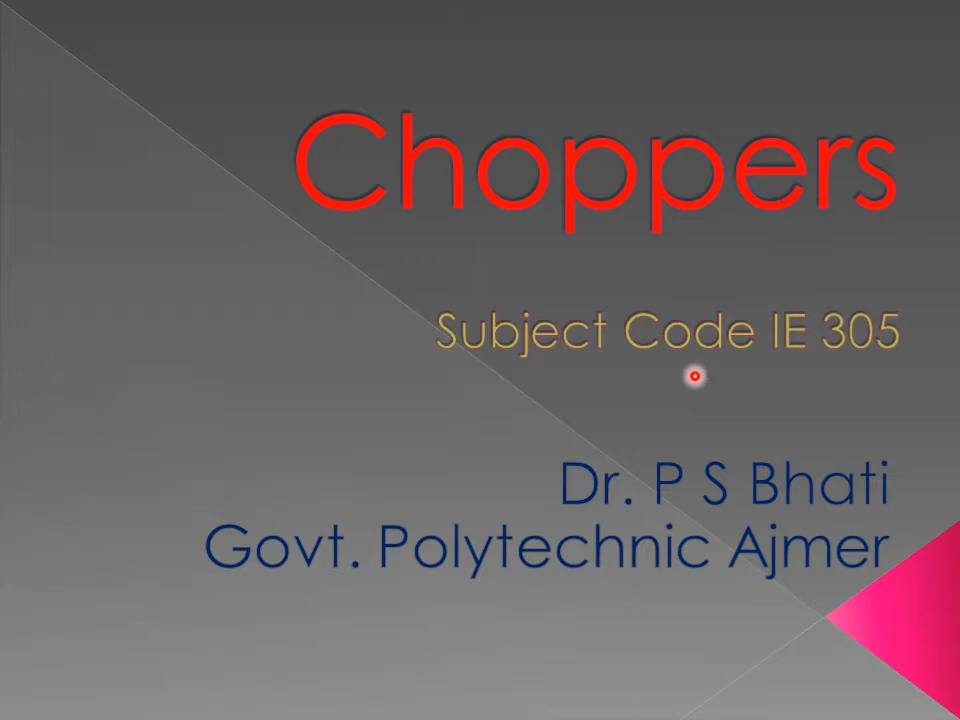 Choppers
Subject Code IE 305
Dr. P S Bhati
Govt. Polytechnic Ajmer